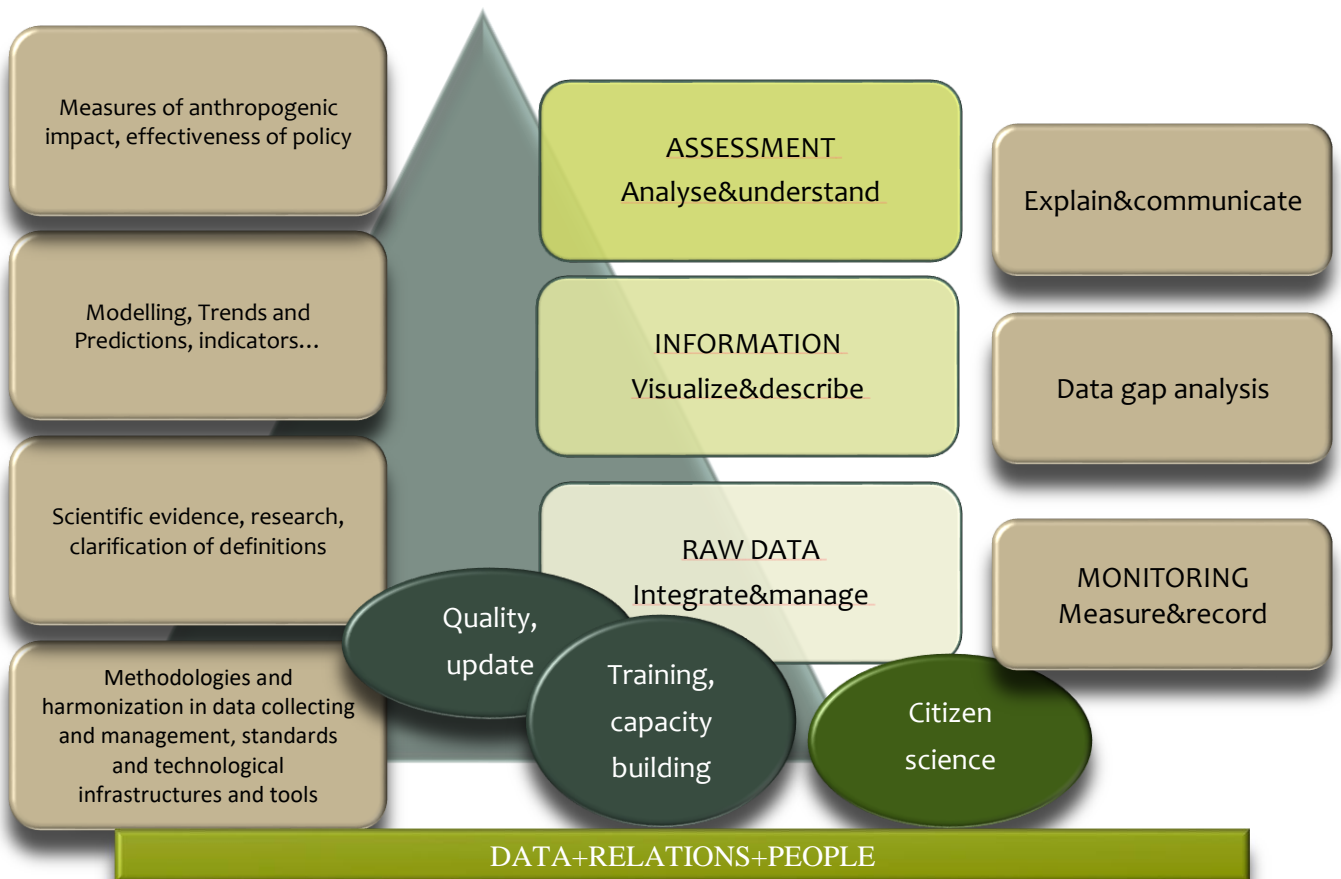 Measures of anthropogenic
impact, effectiveness of policy
Modelling, Trends and
Predictions, indicators…
Scientific evidence, research,
clarification of definitions
Methodologies and
harmonization in data collecting
and management, standards
and technological
infrastructures and tools
ASSESSMENT
Analyse&understand
INFORMATION
Visualize&describe
RAW DATA
Integrate&manage
Explain&communicate
Data gap analysis
MONITORING
Measure&record
Quality,
update
Training,
capacity
building
Citizen
science
DATA+RELATIONS+PEOPLE